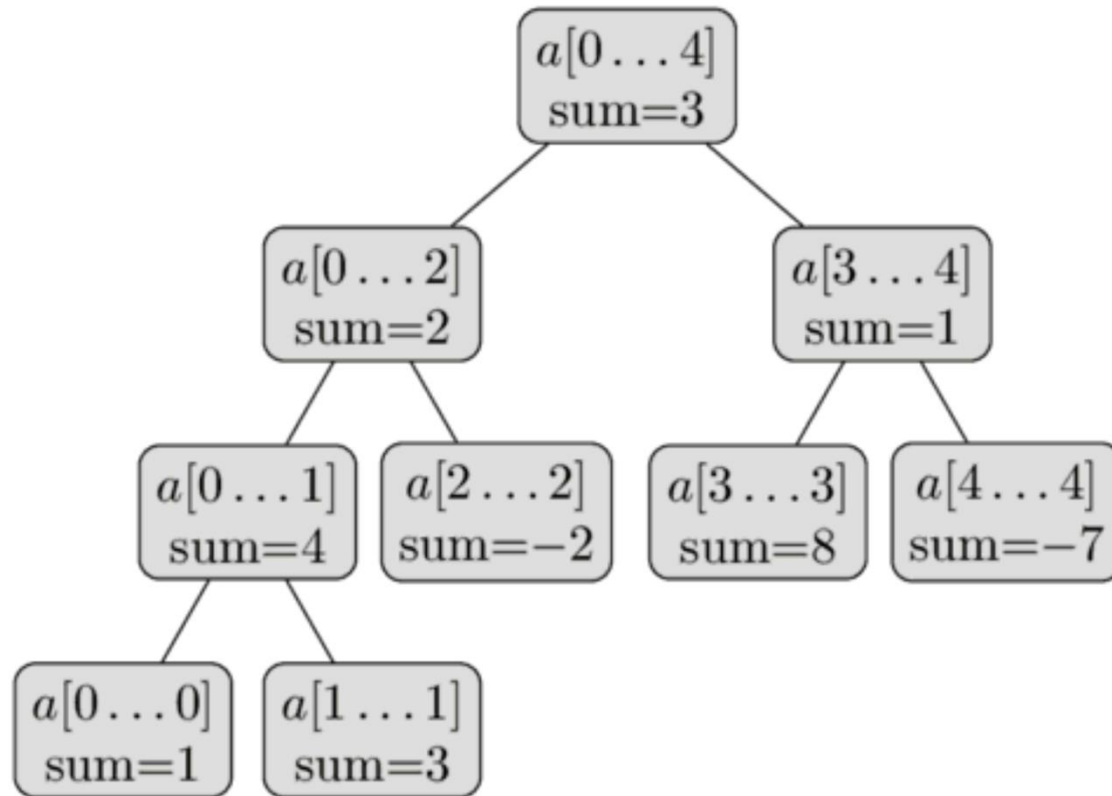 a[0 … 4]
sum=3
a[0 … 2]
sum=2
a[3 … 4]
sum=1
a[0 … 1]
sum=4
a[2 … 2]
sum=−2
a[3 … 3]
sum=8
a[4 … 4]
sum=−7
a[0 … 0]
sum=1
a[1 … 1]
sum=3